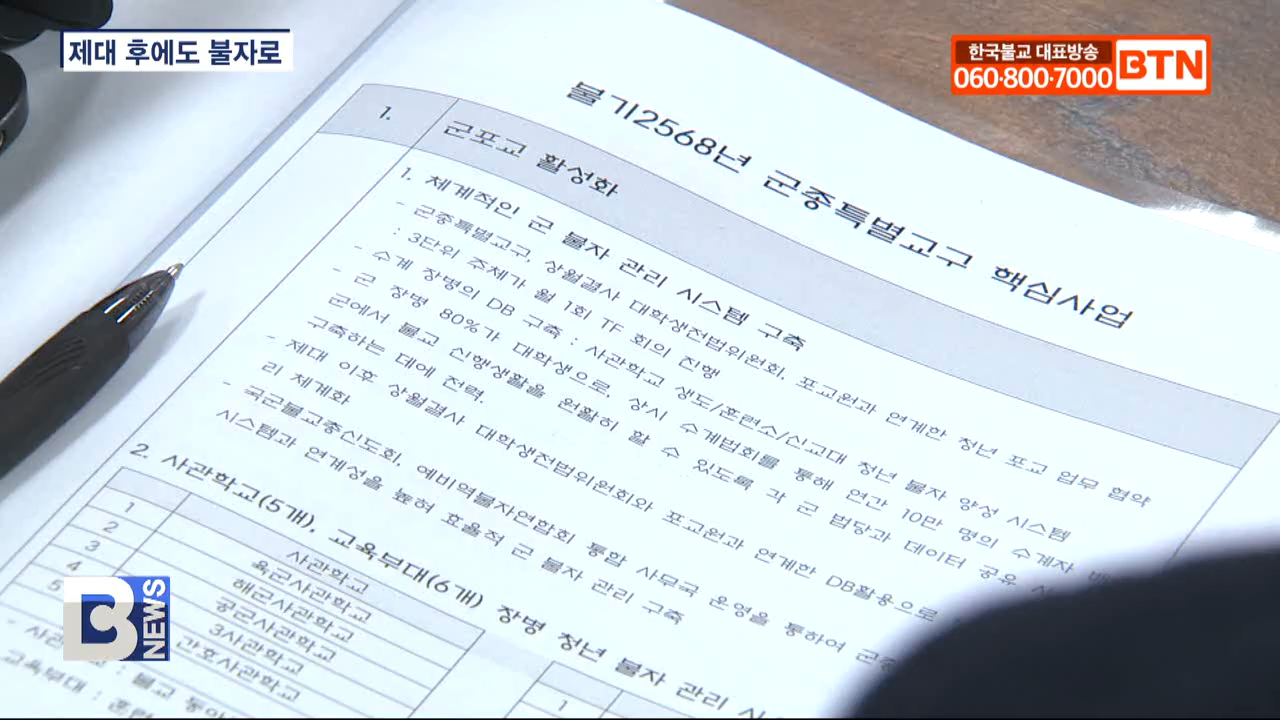 제대 후에도 불자로
한국불교 대표방송
060·800·7000
BTN
불기2568년 군종특별교구 핵심사업
1. 군포교 활성화
1. 체계적인 군 불자 관리 시스템 구축
- 군종특별교구, 상월결사 대학생전법위원회, 포교원과 연계한 청년 포교 업무 협약
: 3단위 주체가 월 1회 TF 회의 진행
- 수계 장병의 DB 구축 : 사관학교 생도/훈련소/신교대 청년 불자 양성 시스템
- 군 장병 80%가 대학생으로, 상시 수계법회를 통해 연간 10만 명의 수계자
군에서 불교 신행생활을 원활히 할 수 있도록 각 군 법당과 데이터 공유
구축하는 데에 전력.
- 제대 이후 상월결사 대학생전법위원회와 포교원과 연계한 DB활용으로
리 체계화
- 국군불교총신도회, 예비역불자연합회 통합 사무국 운영을 통하여
시스템과 연계성을 높혀 효율적 군 불자 관리 구축
2. 사관학교(5개), 교육부대(6개) 장병 청년 불자 관리
사관학교
1 육군사관학교
2 해군사관학교
3 공군사관학교
4 3사관학교
5 간호사관학교
1
: 불교
교육부대 : 훈련
B NEWS